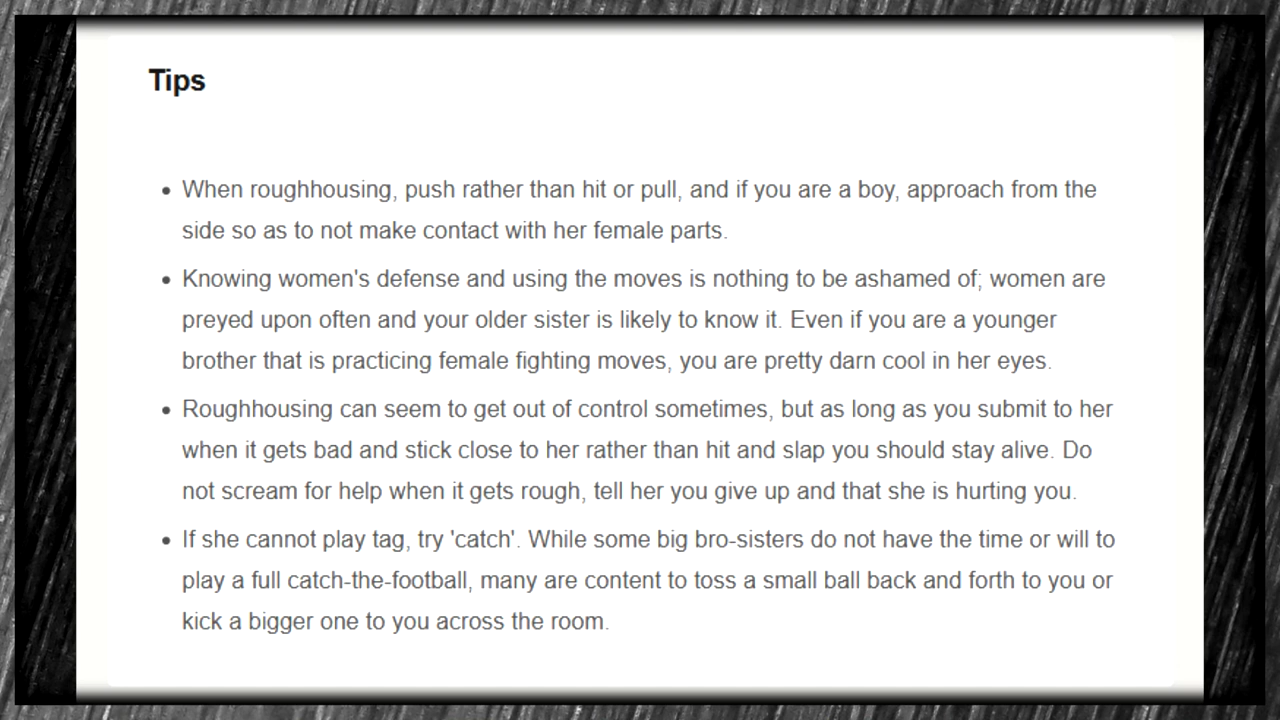 Tips
When roughhousing, push rather than hit or pull, and if you are a boy, approach from the
side so as to not make contact with her female parts.
Knowing women's defense and using the moves is nothing to be ashamed of; women are
preyed upon often and your older sister is likely to know it. Even if you are a younger
brother that is practicing female fighting moves, you are pretty darn cool in her eyes.
Roughhousing can seem to get out of control sometimes, but as long as you submit to her
when it gets bad and stick close to her rather than hit and slap you should stay alive. Do
not scream for help when it gets rough, tell her you give up and that she is hurting you.
If she cannot play tag, try 'catch'. While some big bro-sisters do not have the time or will to
play a full catch-the-football, many are content to toss a small ball back and forth to you or
kick a bigger one to you across the room.